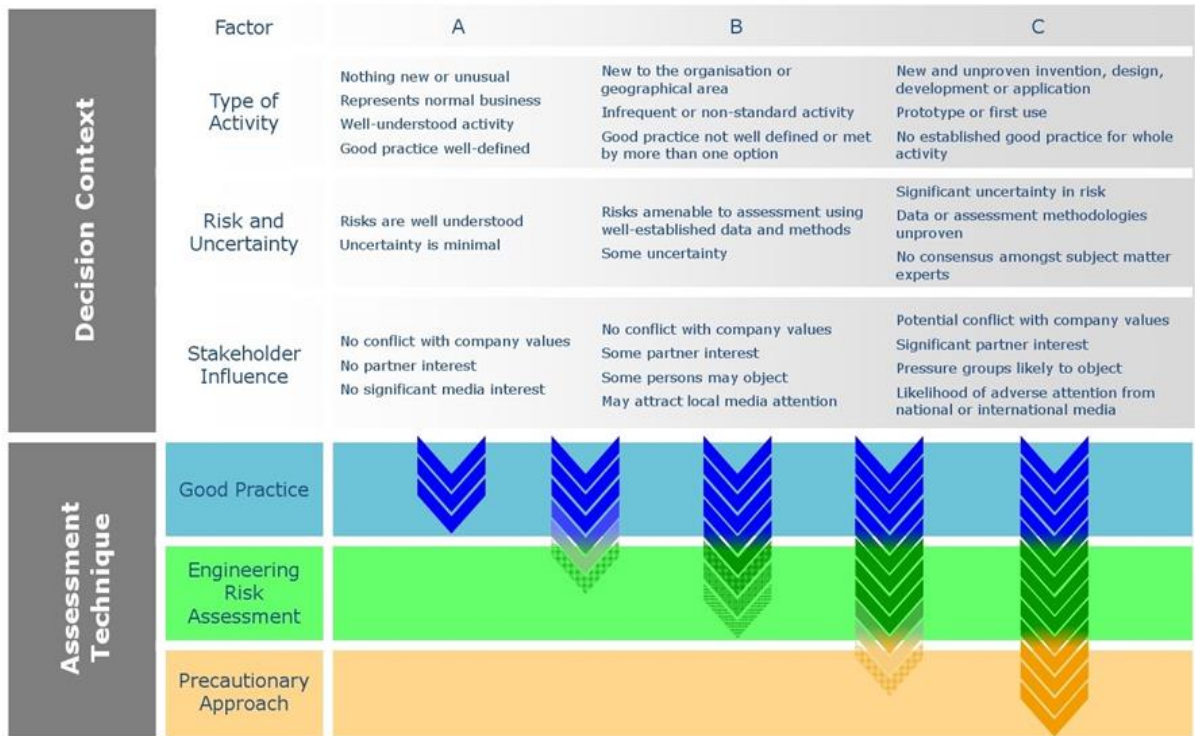 Decision Context
Factor
A
B
C
Type of
Activity
Nothing new or unusual
Represents normal business
Well-understood activity
Good practice well-defined
New to the organisation or
geographical area
Infrequent or non-standard activity
Good practice not well defined or met
by more than one option
New and unproven invention, design,
development or application
Prototype or first use
No established good practice for whole
activity
Risk and
Uncertainty
Risks are well understood
Uncertainty is minimal
Risks amenable to assessment using
well-established data and methods
Some uncertainty
Significant uncertainty in risk
Data or assessment methodologies
unproven
No consensus amongst subject matter
experts
Stakeholder
Influence
No conflict with company values
No partner interest
No significant media interest
No conflict with company values
Some partner interest
Some persons may object
May attract local media attention
Potential conflict with company values
Significant partner interest
Pressure groups likely to object
Likelihood of adverse attention from
national or international media
Assessment
Technique
Good Practice
Engineering
Risk
Assessment
Precautionary
Approach